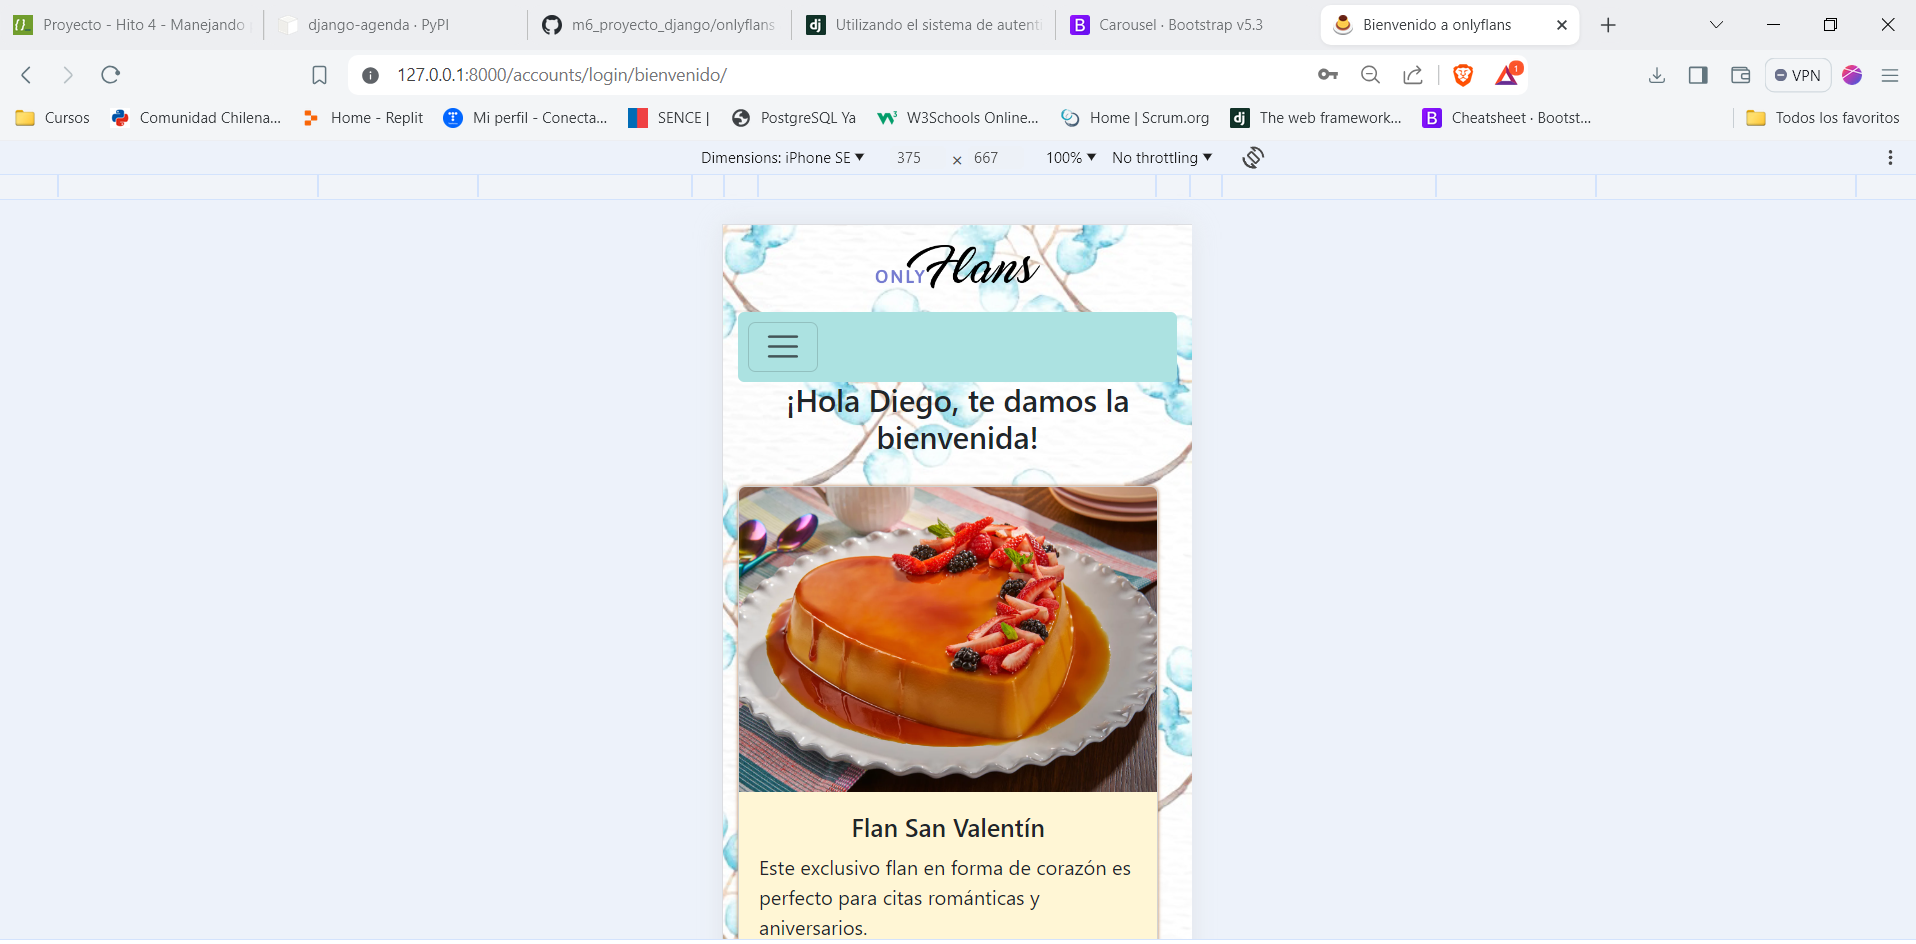 Proyecto - Hito 4 - Manejando
django-agenda · PyPI
m6_proyecto_django/onlyflans
Utilizando el sistema de autenti
Carousel · Bootstrap v5.3
Bienvenido a onlyflans
127.0.0.1:8000/accounts/login/bienvenido/
1
VPN
Cursos
Comunidad Chilena...
Home - Replit
Mi perfil - Conecta...
SENCE |
PostgreSQL Ya
W3Schools Online...
Home | Scrum.org
The web framework...
Cheatsheet · Bootst...
Todos los favoritos
Dimensions: iPhone SE 375 × 667 100% No throttling
ONLY Flans
¡Hola Diego, te damos la
bienvenida!
Flan San Valentín
Este exclusivo flan en forma de corazón es
perfecto para citas románticas y
aniversarios.